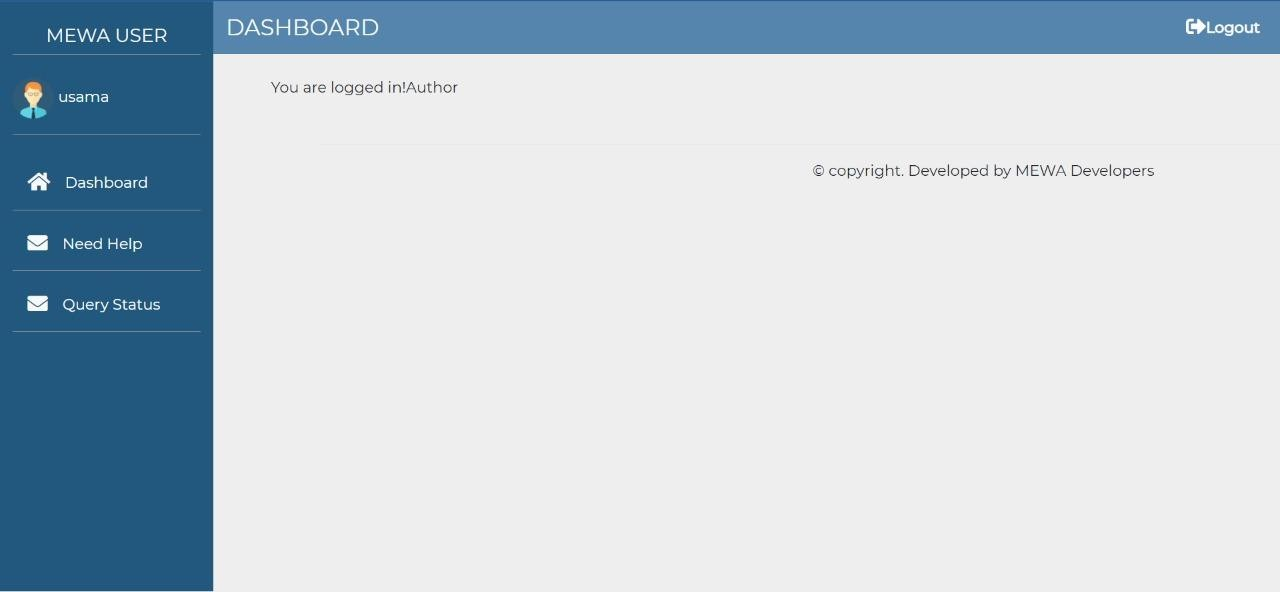 MEWA USER
usama
Dashboard
Need Help
Query Status
DASHBOARD
Logout
You are logged in!Author
© copyright. Developed by MEWA Developers